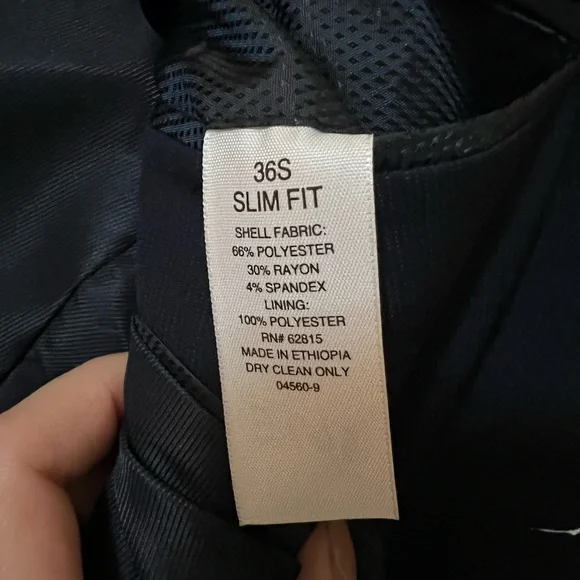 36S
SLIM FIT
SHELL FABRIC:
66% POLYESTER
30% RAYON
4% SPANDEX
LINING:
100% POLYESTER
RN# 62815
MADE IN ETHIOPIA
DRY CLEAN ONLY
04560-9